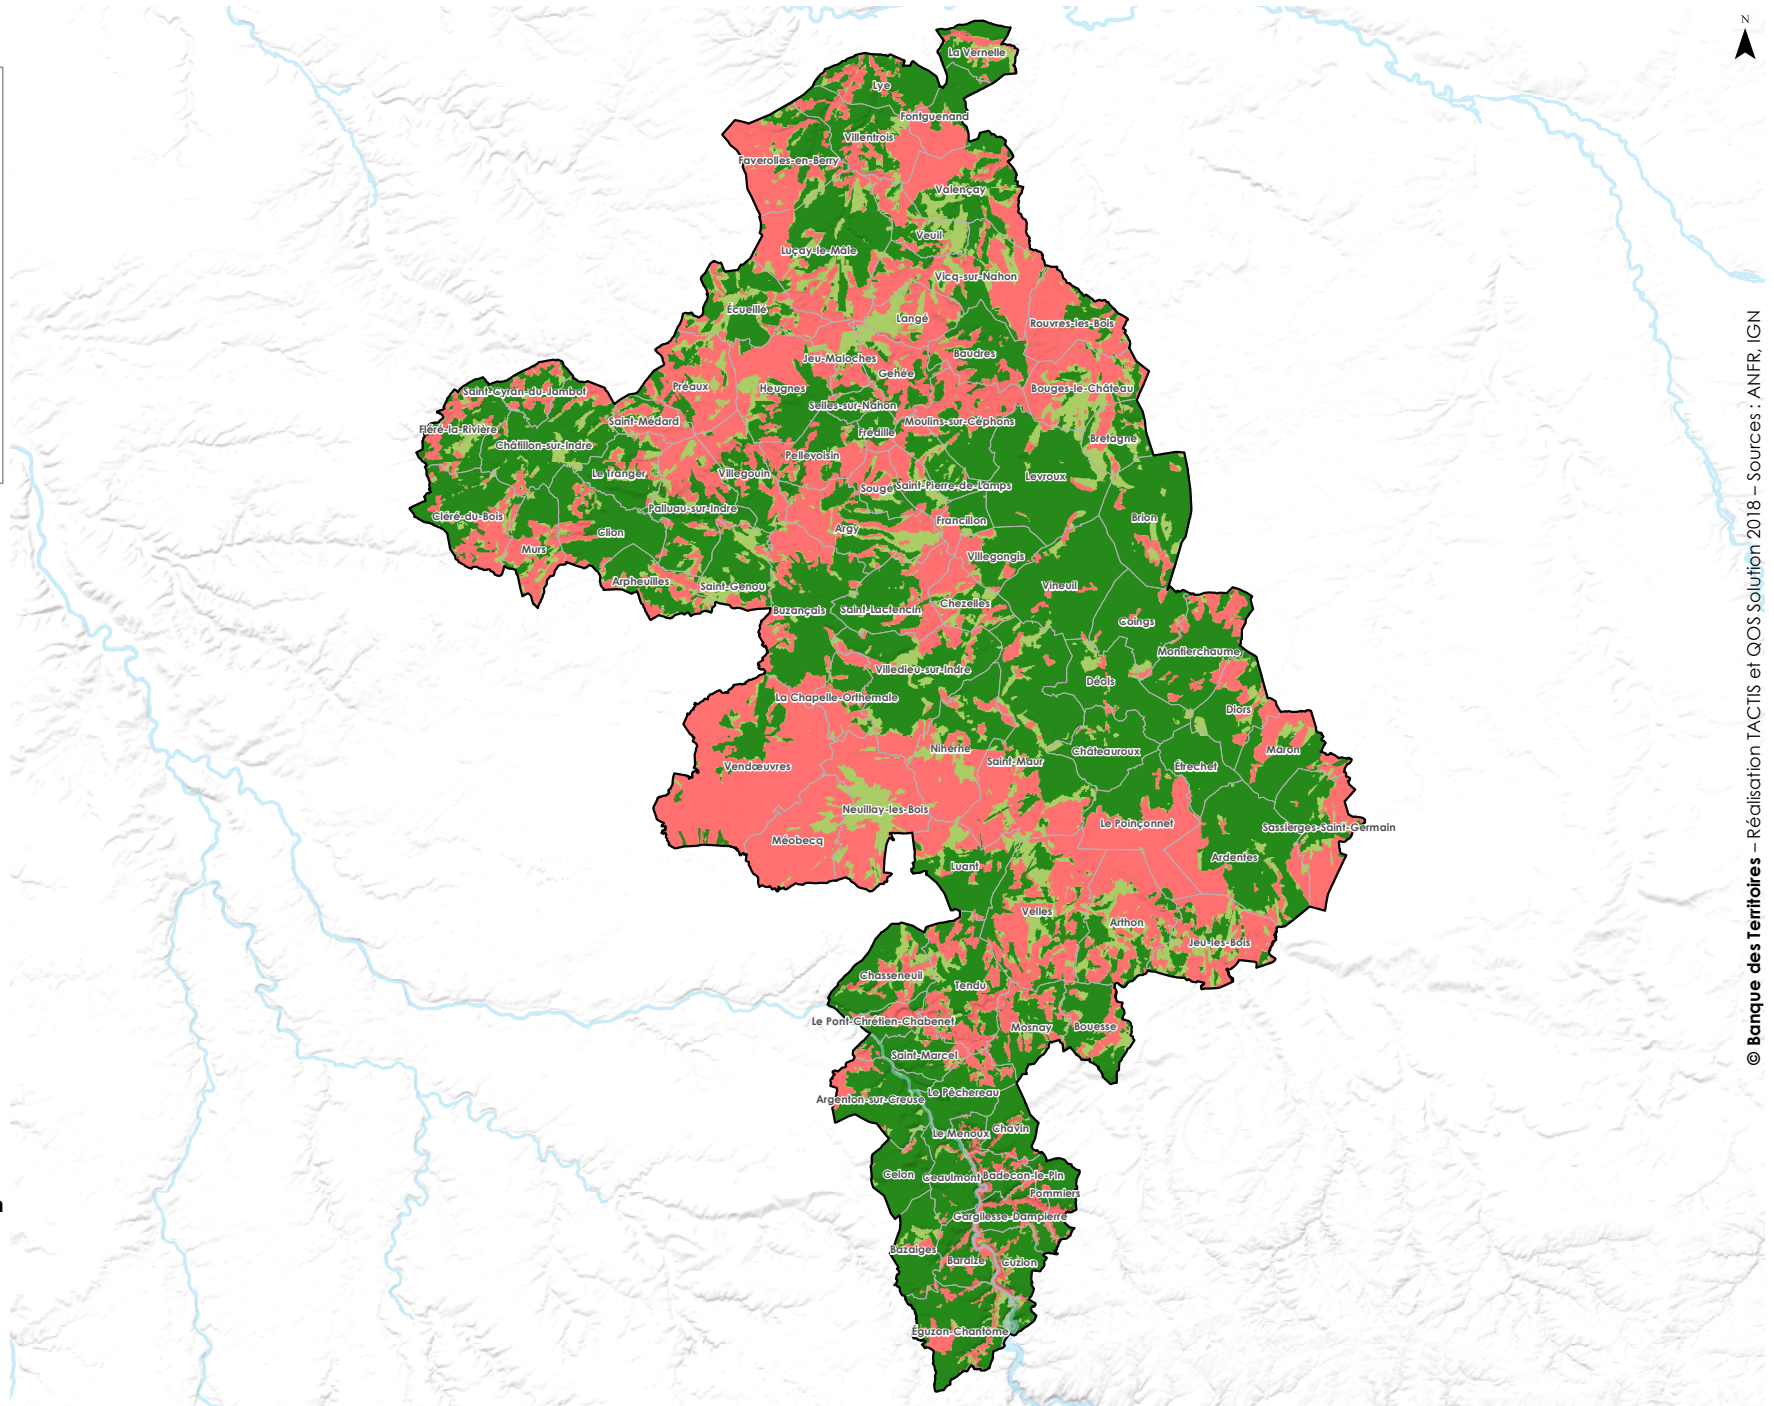 N
La Vernelle
Lye
Fontguenand
Villentrois
Faverolles-en-Berry
Valençay
Veuil
Luçay-le-Mâle
Vicq-sur-Nahon
Écueillé
Langé
Rouvres-les-Bois
Baudres
Jeu-Maloches
Gehée
Préaux
Heugnes
Bouges-le-Château
Saint-Cyran-du-Jambot
Selles-sur-Nahon
Saint-Médard
Moulins-sur-Céphons
Fléré-la-Rivière
Frédille
Bretagne
Châtillon-sur-Indre
Pellevoisin
Le Tranger
Villegouin
Levroux
Sougé
Saint-Pierre-de-Lamps
Palluau-sur-Indre
Cléré-du-Bois
Brion
Francillon
Argy
Clion
Murs
Villegongis
Arpheuilles
Saint-Genou
Vineuil
Chezelles
Buzançais
Saint-Lactencin
Coings
Montierchaume
Villedieu-sur-Indre
Déols
La Chapelle-Orthemale
Diors
Niherne
Châteauroux
Maron
Saint-Maur
Vendœuvres
Étrechet
Neuillay-les-Bois
Le Poinçonnet
Sassierges-Saint-Germain
Méobecq
Ardentes
Luant
Velles
Arthon
Jeu-les-Bois
Chasseneuil
Tendu
Le Pont-Chrétien-Chabenet
Mosnay
Bouesse
Saint-Marcel
Le Pêchereau
Argenton-sur-Creuse
Chavin
Le Menoux
Celon
Ceaulmont
Badecon-le-Pin
Pommiers
Gargilesse-Dampierre
Bazaiges
Baraize
Cuzion
Éguzon-Chantôme
© Banque des Territoires – Réalisation TACTIS et QOS Solution 2018 – Sources : ANFR, IGN